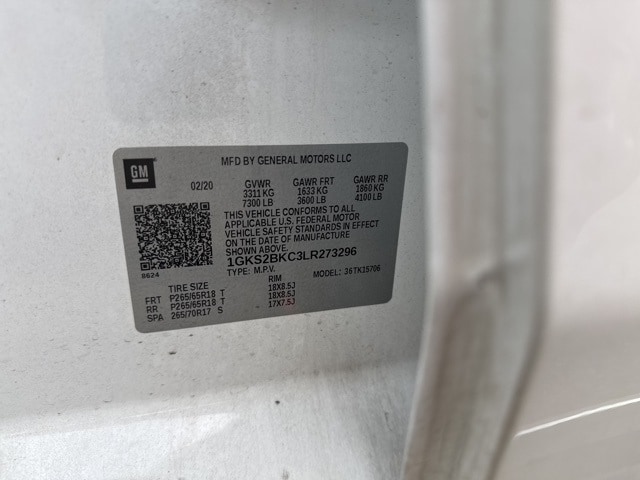 GM
MFD BY GENERAL MOTORS LLC
02/20 GVWR GAWR FRT GAWR RR
3311 KG 1633 KG 1860 KG
7300 LB 3600 LB 4100 LB
THIS VEHICLE CONFORMS TO ALL
APPLICABLE U.S. FEDERAL MOTOR
VEHICLE SAFETY STANDARDS IN EFFECT
ON THE DATE OF MANUFACTURE
1GKS2BKC3LR273296
8624 TYPE: M.P.V. MODEL: 36TK15706
TIRE SIZE RIM
FRT P265/65R18 T 18X8.5J
RR P265/65R18 T 18X8.5J
SPA 265/70R17 S 17X7.5J